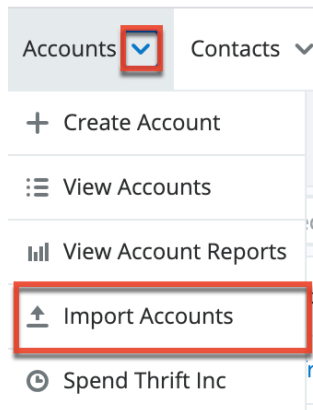 Accounts Contacts
Create Account
View Accounts
View Account Reports
Import Accounts
Spend Thrift Inc